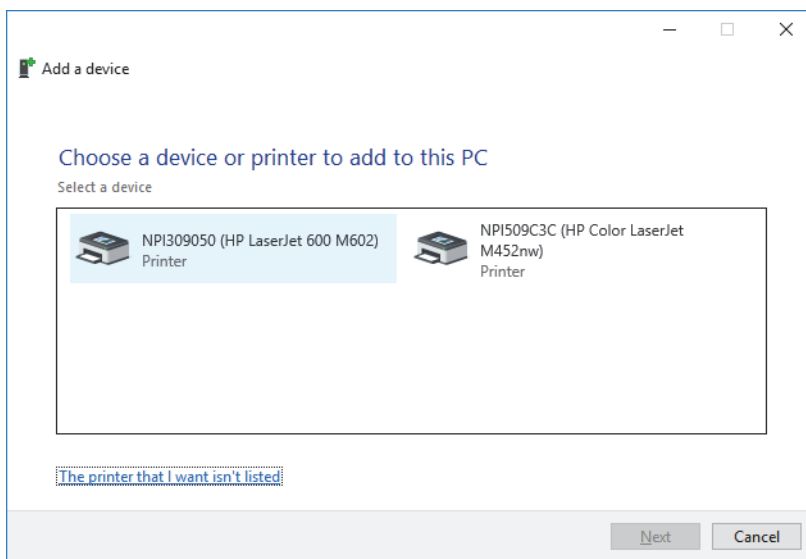 Add a device
Choose a device or printer to add to this PC
Select a device
NPI309050 (HP LaserJet 600 M602)
Printer
NPI509C3C (HP Color LaserJet
M452nw)
Printer
The printer that I want isn't listed
Next
Cancel